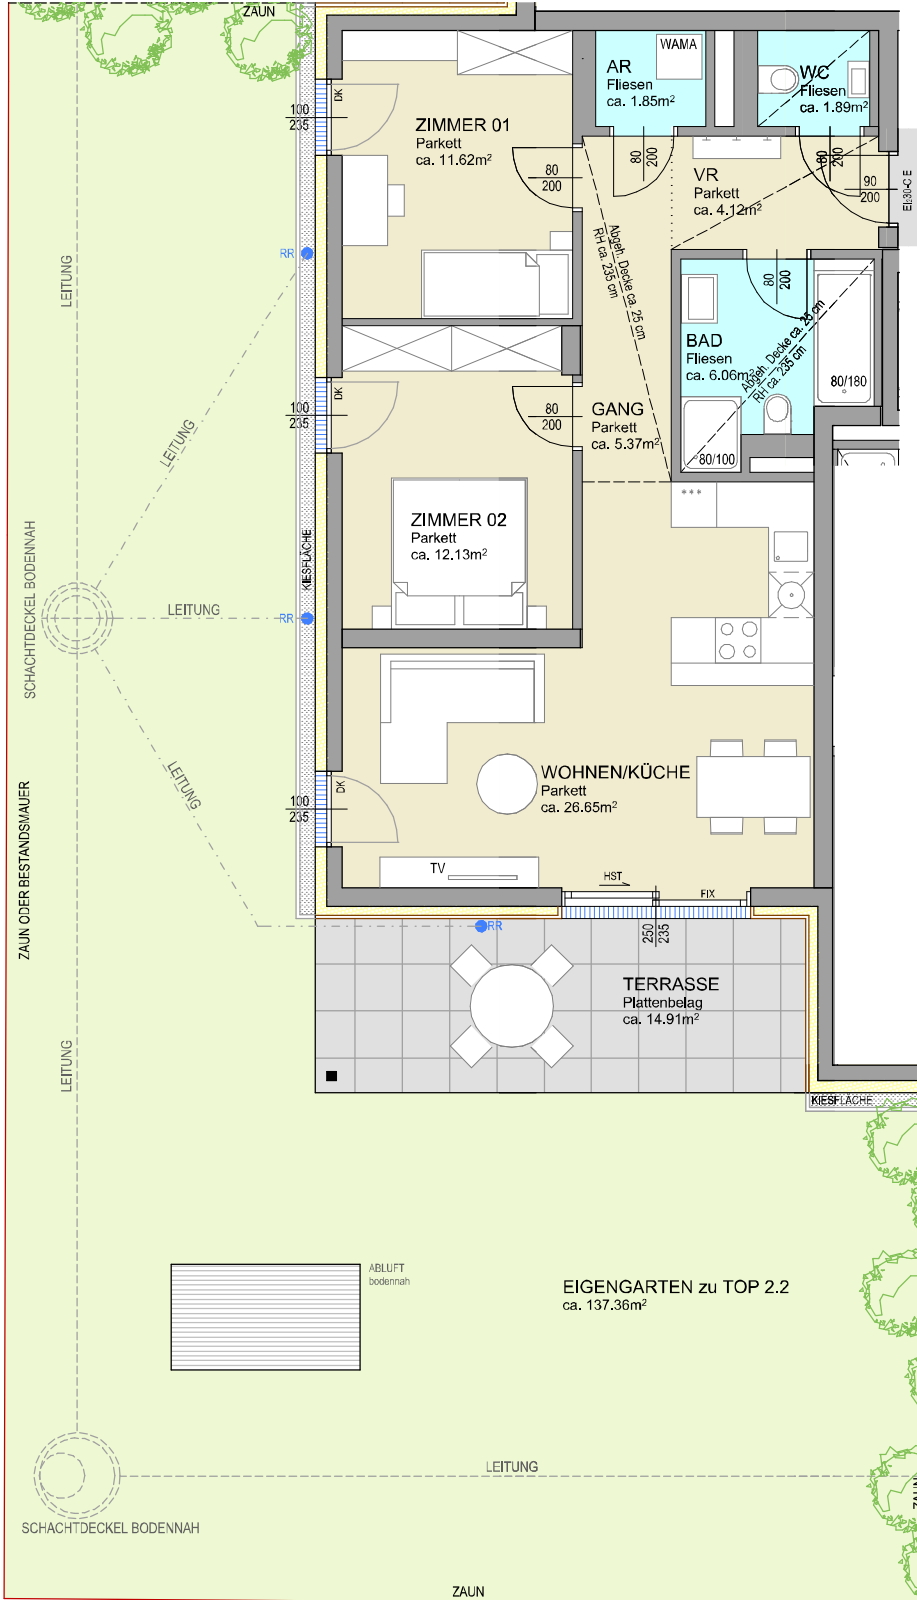 ZAUN
WAMA
AR
Fliesen
ca. 1.85m²
WC
Fliesen
ca. 1.89m²
DK
100
235
ZIMMER 01
Parkett
ca. 11.62m²
80
200
80
200
80
200
VR
Parkett
ca. 4.12m²
90
200
EI₂30-C E
RR
LEITUNG
Abgeh. Decke ca. 25 cm
RH ca. 235 cm
80
200
BAD
Fliesen
ca. 6.06m²
Abgeh. Decke ca. 25 cm
RH ca. 235 cm
80/180
80/100
DK
100
235
80
200
GANG
Parkett
ca. 5.37m²
LEITUNG
***
ZIMMER 02
Parkett
ca. 12.13m²
KIESFLÄCHE
SCHACHTDECKEL BODENNAH
LEITUNG
RR
LEITUNG
ZAUN ODER BESTANDSMAUER
DK
100
235
WOHNEN/KÜCHE
Parkett
ca. 26.65m²
TV
HST
FIX
RR
250
235
TERRASSE
Plattenbelag
ca. 14.91m²
LEITUNG
KIESFLÄCHE
ABLUFT
bodennah
EIGENGARTEN zu TOP 2.2
ca. 137.36m²
LEITUNG
ZAUN
SCHACHTDECKEL BODENNAH
ZAUN